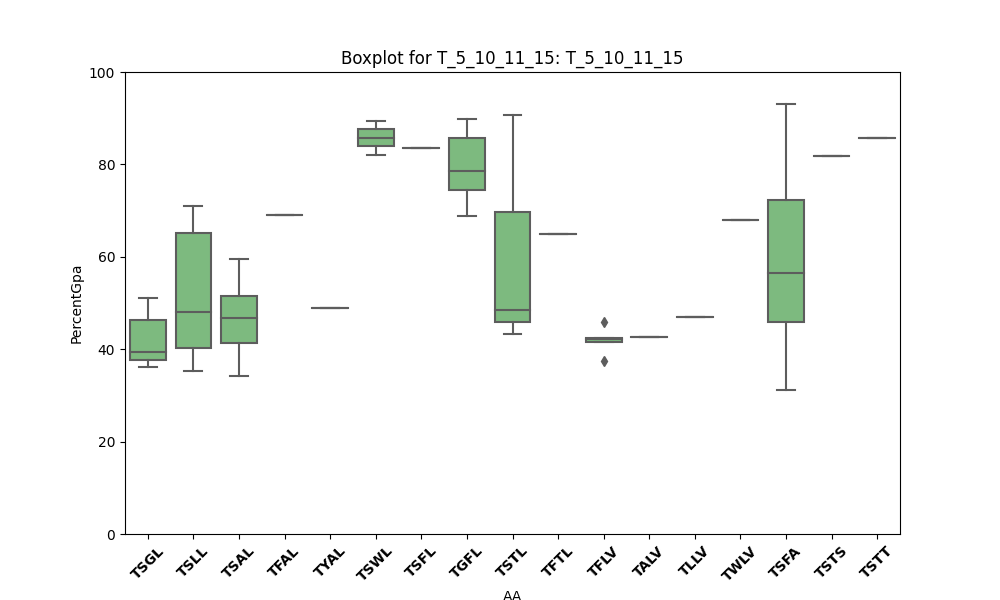 Boxplot for T_5_10_11_15: T_5_10_11_15
PercentGpa
100
80
60
40
20
0
TSGL
TSLL
TSAL
TFAL
TYAL
TSWL
TSFL
TGFL
TSTL
TFTL
TFLV
TALV
TLLV
TWLV
TSFA
TSTS
TSTT
AA